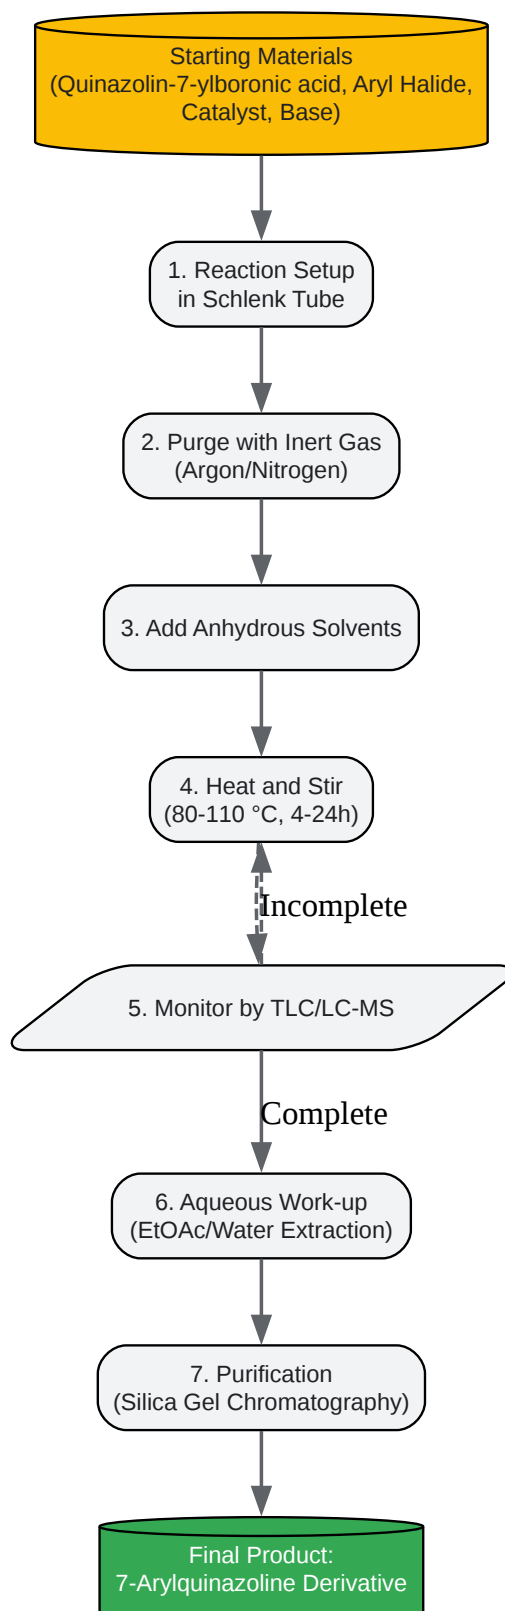 Starting Materials
(Quinazolin-7-ylboronic acid, Aryl Halide,
Catalyst, Base)
1. Reaction Setup
in Schlenk Tube
2. Purge with Inert Gas
(Argon/Nitrogen)
3. Add Anhydrous Solvents
4. Heat and Stir
(80-110 °C, 4-24h)
Incomplete
5. Monitor by TLC/LC-MS
Complete
6. Aqueous Work-up
(EtOAc/Water Extraction)
7. Purification
(Silica Gel Chromatography)
Final Product:
7-Arylquinazoline Derivative